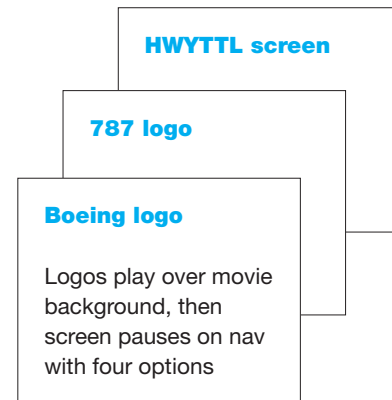 HWYTTL screen
787 logo
Boeing logo
Logos play over movie
background, then
screen pauses on nav
with four options